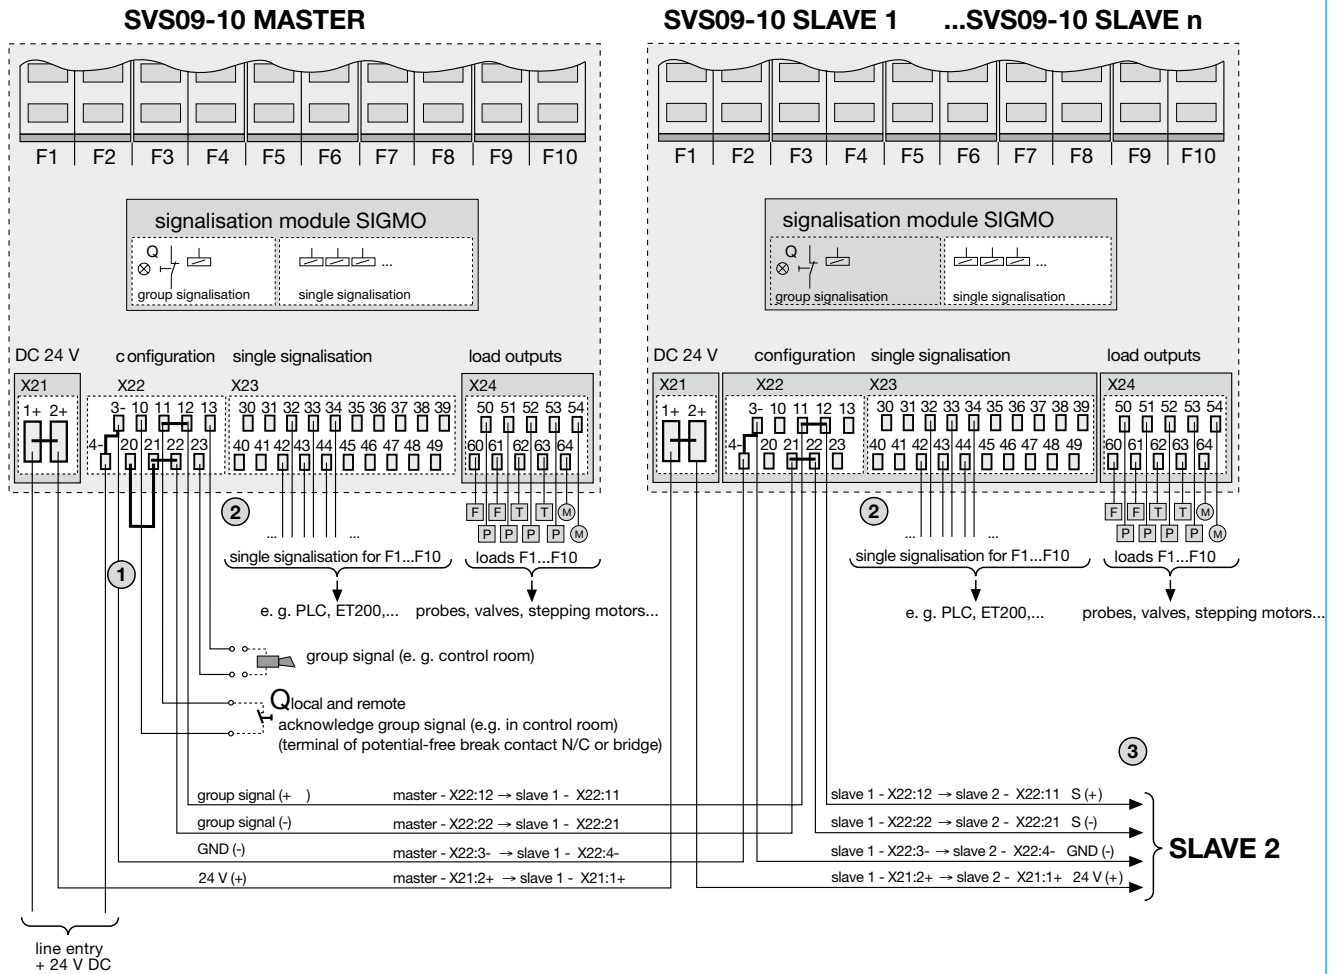 SVS09-10 MASTER
SVS09-10 SLAVE 1 ...SVS09-10 SLAVE n
F1 F2 F3 F4 F5 F6 F7 F8 F9 F10
F1 F2 F3 F4 F5 F6 F7 F8 F9 F10
signalisation module SIGMO
Q
...
group signalisation
single signalisation
signalisation module SIGMO
Q
...
group signalisation
single signalisation
DC 24 V configuration single signalisation load outputs
X21 X22 X23 X24
1+ 2+
3- 10 11 12 13
4- 20 21 22 23
30 31 32 33 34 35 36 37 38 39
40 41 42 43 44 45 46 47 48 49
50 51 52 53 54
60 61 62 63 64
F F T T M
P P P P M
DC 24 V configuration single signalisation load outputs
X21 X22 X23 X24
1+ 2+
3- 10 11 12 13
4- 20 21 22 23
30 31 32 33 34 35 36 37 38 39
40 41 42 43 44 45 46 47 48 49
50 51 52 53 54
60 61 62 63 64
F F T T M
P P P P M
1
2
... ...
single signalisation for F1...F10
loads F1...F10
e. g. PLC, ET200,...
probes, valves, stepping motors...
2
... ...
single signalisation for F1...F10
loads F1...F10
e. g. PLC, ET200,...
probes, valves, stepping motors...
group signal (e. g. control room)
Q local and remote
acknowledge group signal (e.g. in control room)
(terminal of potential-free break contact N/C or bridge)
3
group signal (+ ) master - X22:12 → slave 1 - X22:11
group signal (-) master - X22:22 → slave 1 - X22:21
GND (-) master - X22:3- → slave 1 - X22:4-
24 V (+) master - X21:2+ → slave 1 - X21:1+
slave 1 - X22:12 → slave 2 - X22:11 S (+)
slave 1 - X22:22 → slave 2 - X22:21 S (-)
slave 1 - X22:3- → slave 2 - X22:4- GND (-)
slave 1 - X21:2+ → slave 2 - X21:1+ 24 V (+)
SLAVE 2
line entry
+ 24 V DC